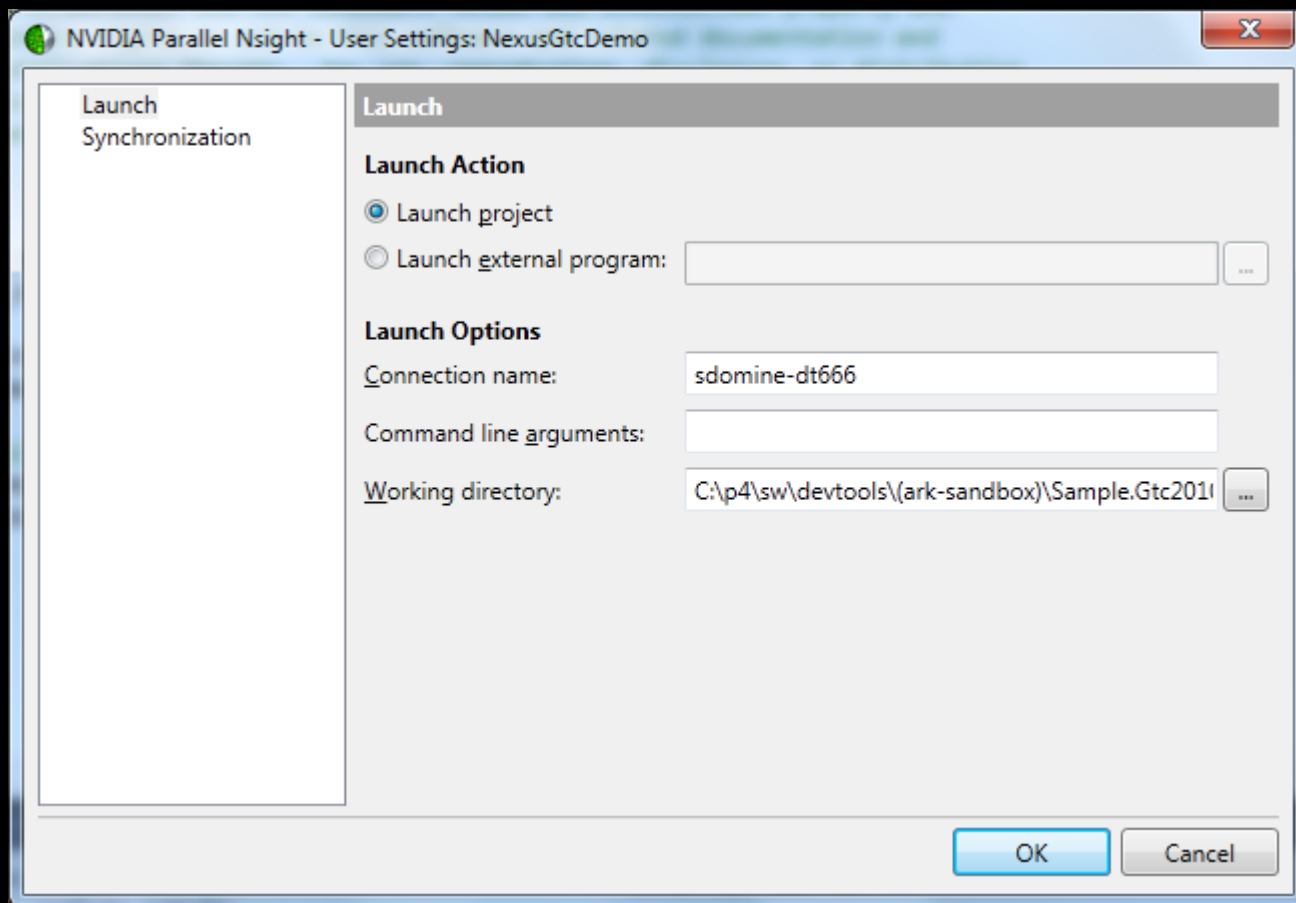 NVIDIA Parallel Nsight - User Settings: NexusGtcDemo
Launch
Synchronization
Launch
Launch Action
Launch project
Launch external program:
...
Launch Options
Connection name:
sdomine-dt666
Command line arguments:
Working directory:
C:\p4\sw\devtools\(ark-sandbox)\Sample.Gtc201
...
OK
Cancel